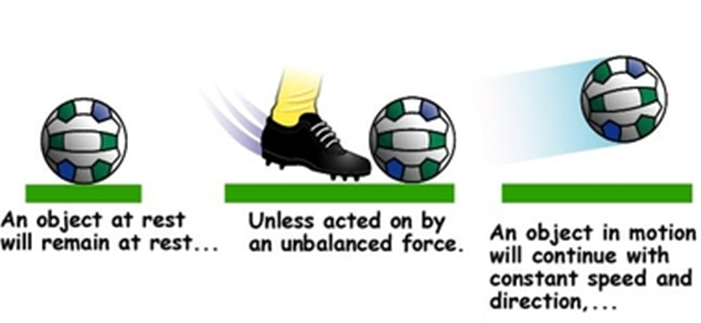 An object at rest
will remain at rest...
Unless acted on by
an unbalanced force.
An object in motion
will continue with
constant speed and
direction,...